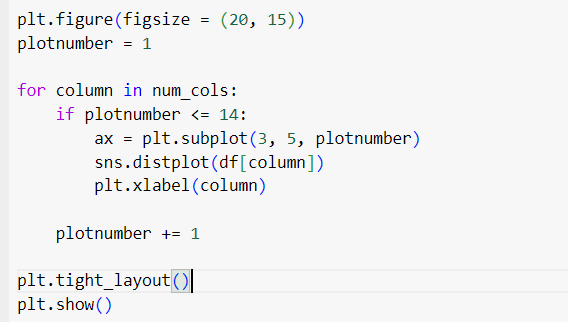 plt.figure(figsize = (20, 15))
plotnumber = 1
for column in num_cols:
    if plotnumber <= 14:
        ax = plt.subplot(3, 5, plotnumber)
        sns.distplot(df[column])
        plt.xlabel(column)
    plotnumber += 1
plt.tight_layout()
plt.show()